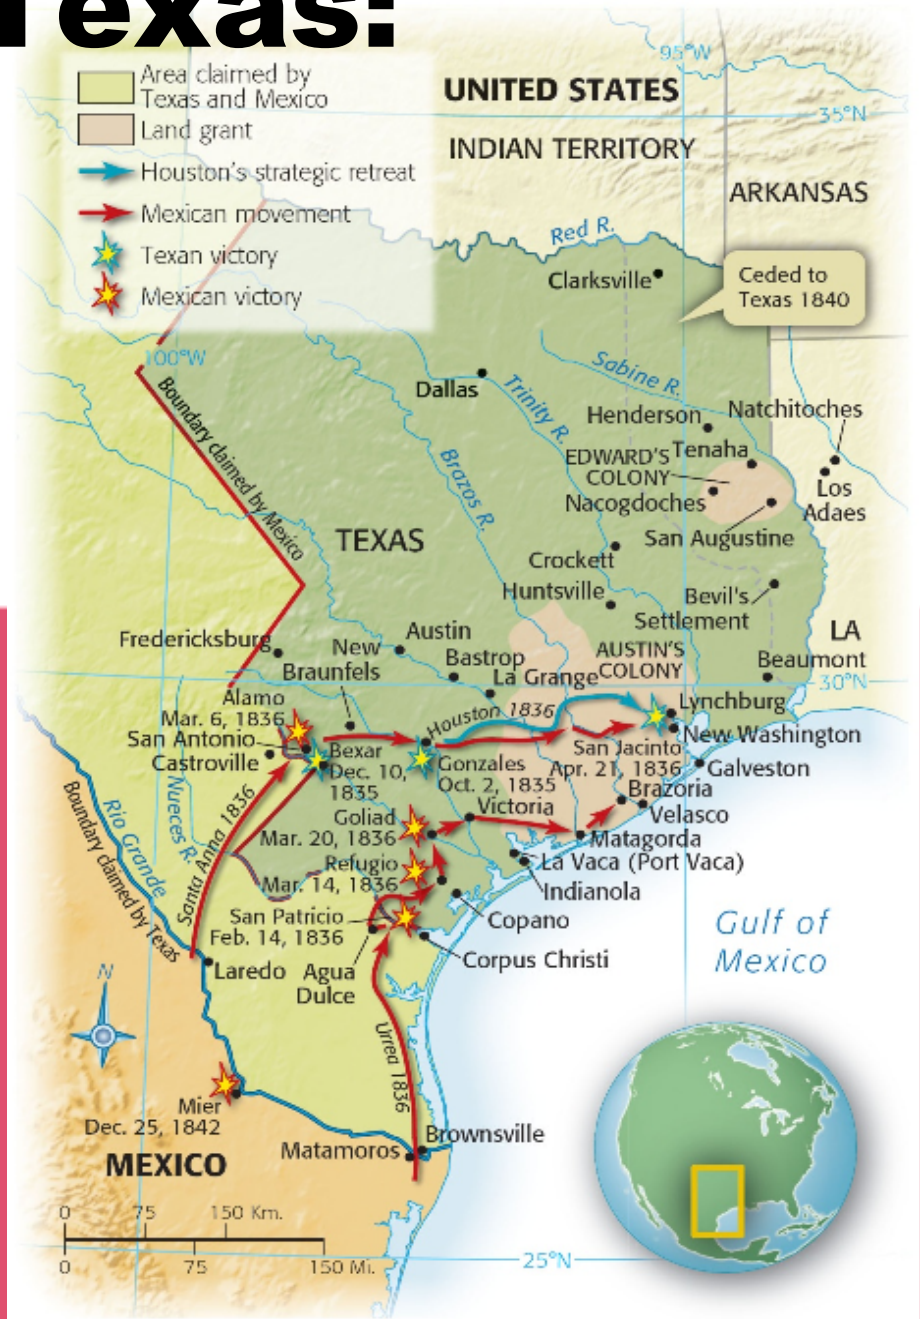 Texas:
Area claimed by
Texas and Mexico
Land grant
Houston's strategic retreat
Mexican movement
Texan victory
Mexican victory
95°W
UNITED STATES
35°N
INDIAN TERRITORY
ARKANSAS
Red R.
Clarksville
Ceded to
Texas 1840
100°W
Dallas
Trinity R.
Sabine R.
Boundary claimed by Mexico
Henderson
Natchitoches
Brazos R.
EDWARD'S
COLONY
Tenaha
Nacogdoches
Los
Adaes
TEXAS
San Augustine
Crockett
Huntsville
Bevil's
Settlement
Fredericksburg
New
Braunfels
Austin
Bastrop
La Grange
AUSTIN'S
COLONY
LA
Beaumont
30°N
Alamo
Mar. 6, 1836
San Antonio
Castroville
Houston 1836
Lynchburg
New Washington
Bexar
Dec. 10,
1835
Gonzales
Oct. 2, 1835
San Jacinto
Apr. 21, 1836
Galveston
Brazoria
Velasco
Boundary claimed by Texas
Rio Grande
Nueces R.
Santa Anna 1836
Goliad
Mar. 20, 1836
Victoria
Matagorda
Refugio
Mar. 14, 1836
La Vaca (Port Vaca)
Indianola
San Patricio
Feb. 14, 1836
Copano
Gulf of
Mexico
Laredo
Agua
Dulce
Corpus Christi
N
Urrea 1836
Mier
Dec. 25, 1842
Brownsville
Matamoros
MEXICO
0 75 150 Km.
0 75 150 Mi.
25°N